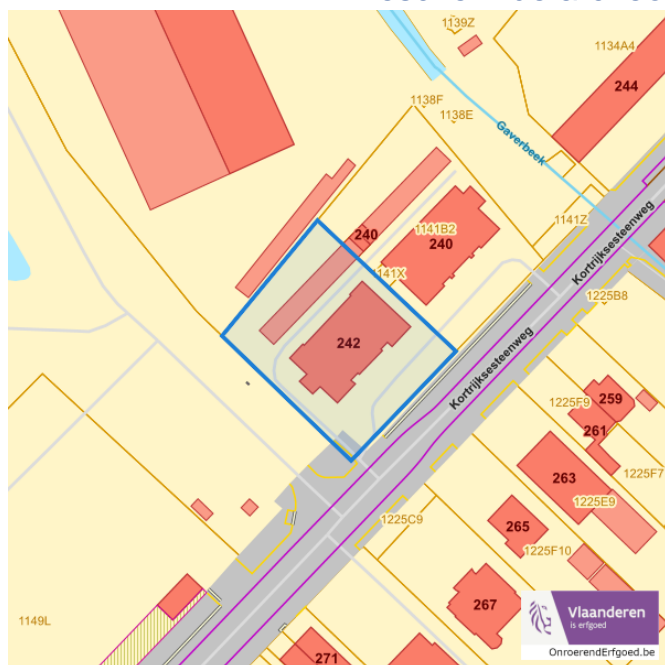 1139Z
1134A4
244
1138F
1138E
Gaverbeek
240
1141B2
240
1141Z
1141X
Kortrijksesteenweg
1225B8
242
Kortrijksesteenweg
259
1225F9
261
263
1225F7
1225E9
1225C9
265
1225F10
267
1149L
271
Vlaanderen
is erfgoed
OnroerendErfgoed.be